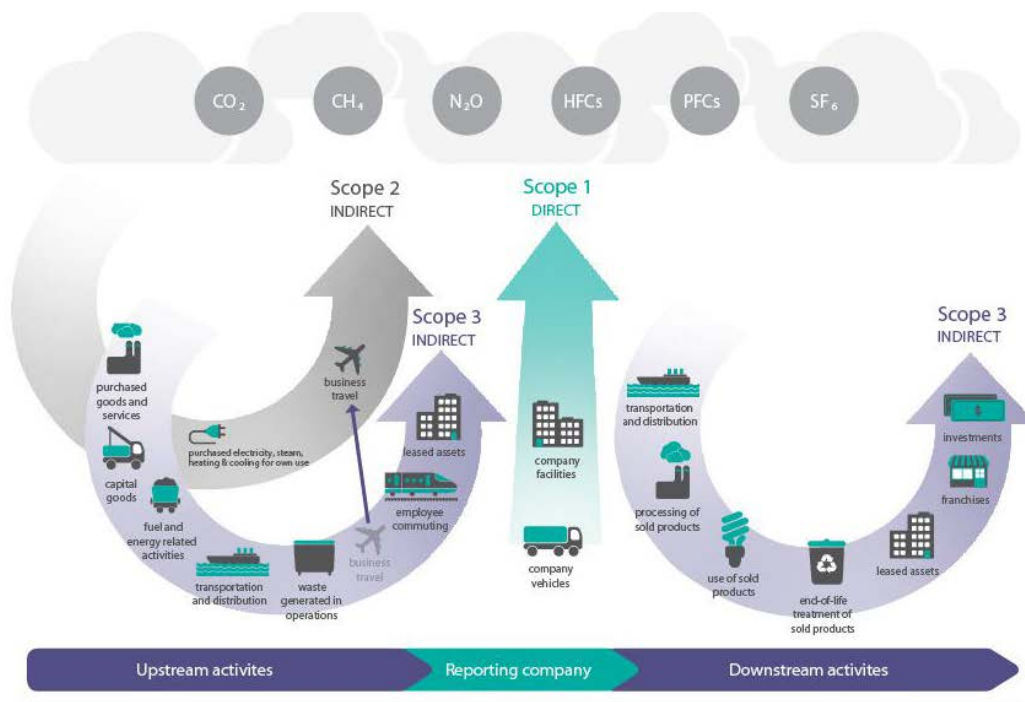 CO₂
CH₄
N₂O
HFCs
PFCs
SF₆
Scope 2
INDIRECT
Scope 1
DIRECT
Scope 3
INDIRECT
Scope 3
INDIRECT
purchased
goods and
services
business
travel
purchased electricity, steam,
heating & cooling for own use
leased assets
capital
goods
employee
commuting
fuel and
energy related
activities
business
travel
transportation
and distribution
waste
generated in
operations
company
facilities
company
vehicles
transportation
and distribution
investments
processing of
sold products
franchises
use of sold
products
leased assets
end-of-life
treatment of
sold products
Upstream activites
Reporting company
Downstream activites